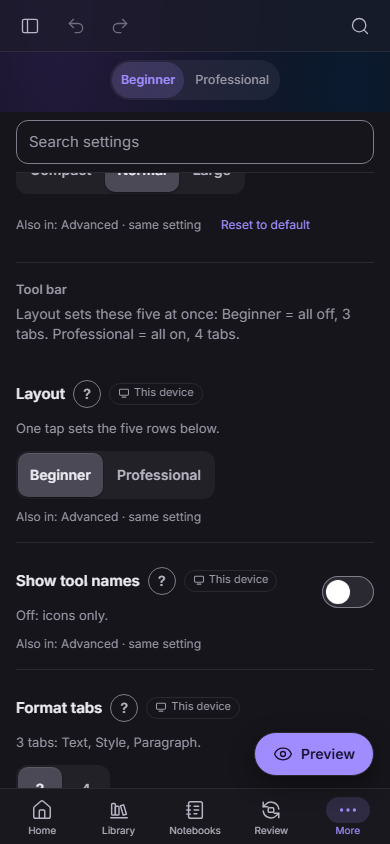 Beginner Professional
Search settings
Compact Normal Large
Also in: Advanced · same setting Reset to default
Tool bar
Layout sets these five at once: Beginner = all off, 3
tabs. Professional = all on, 4 tabs.
Layout ? This device
One tap sets the five rows below.
Beginner Professional
Also in: Advanced · same setting
Show tool names ? This device
Off: icons only.
Also in: Advanced · same setting
Format tabs ? This device
3 tabs: Text, Style, Paragraph.
Preview
3 4
Home Library Notebooks Review More